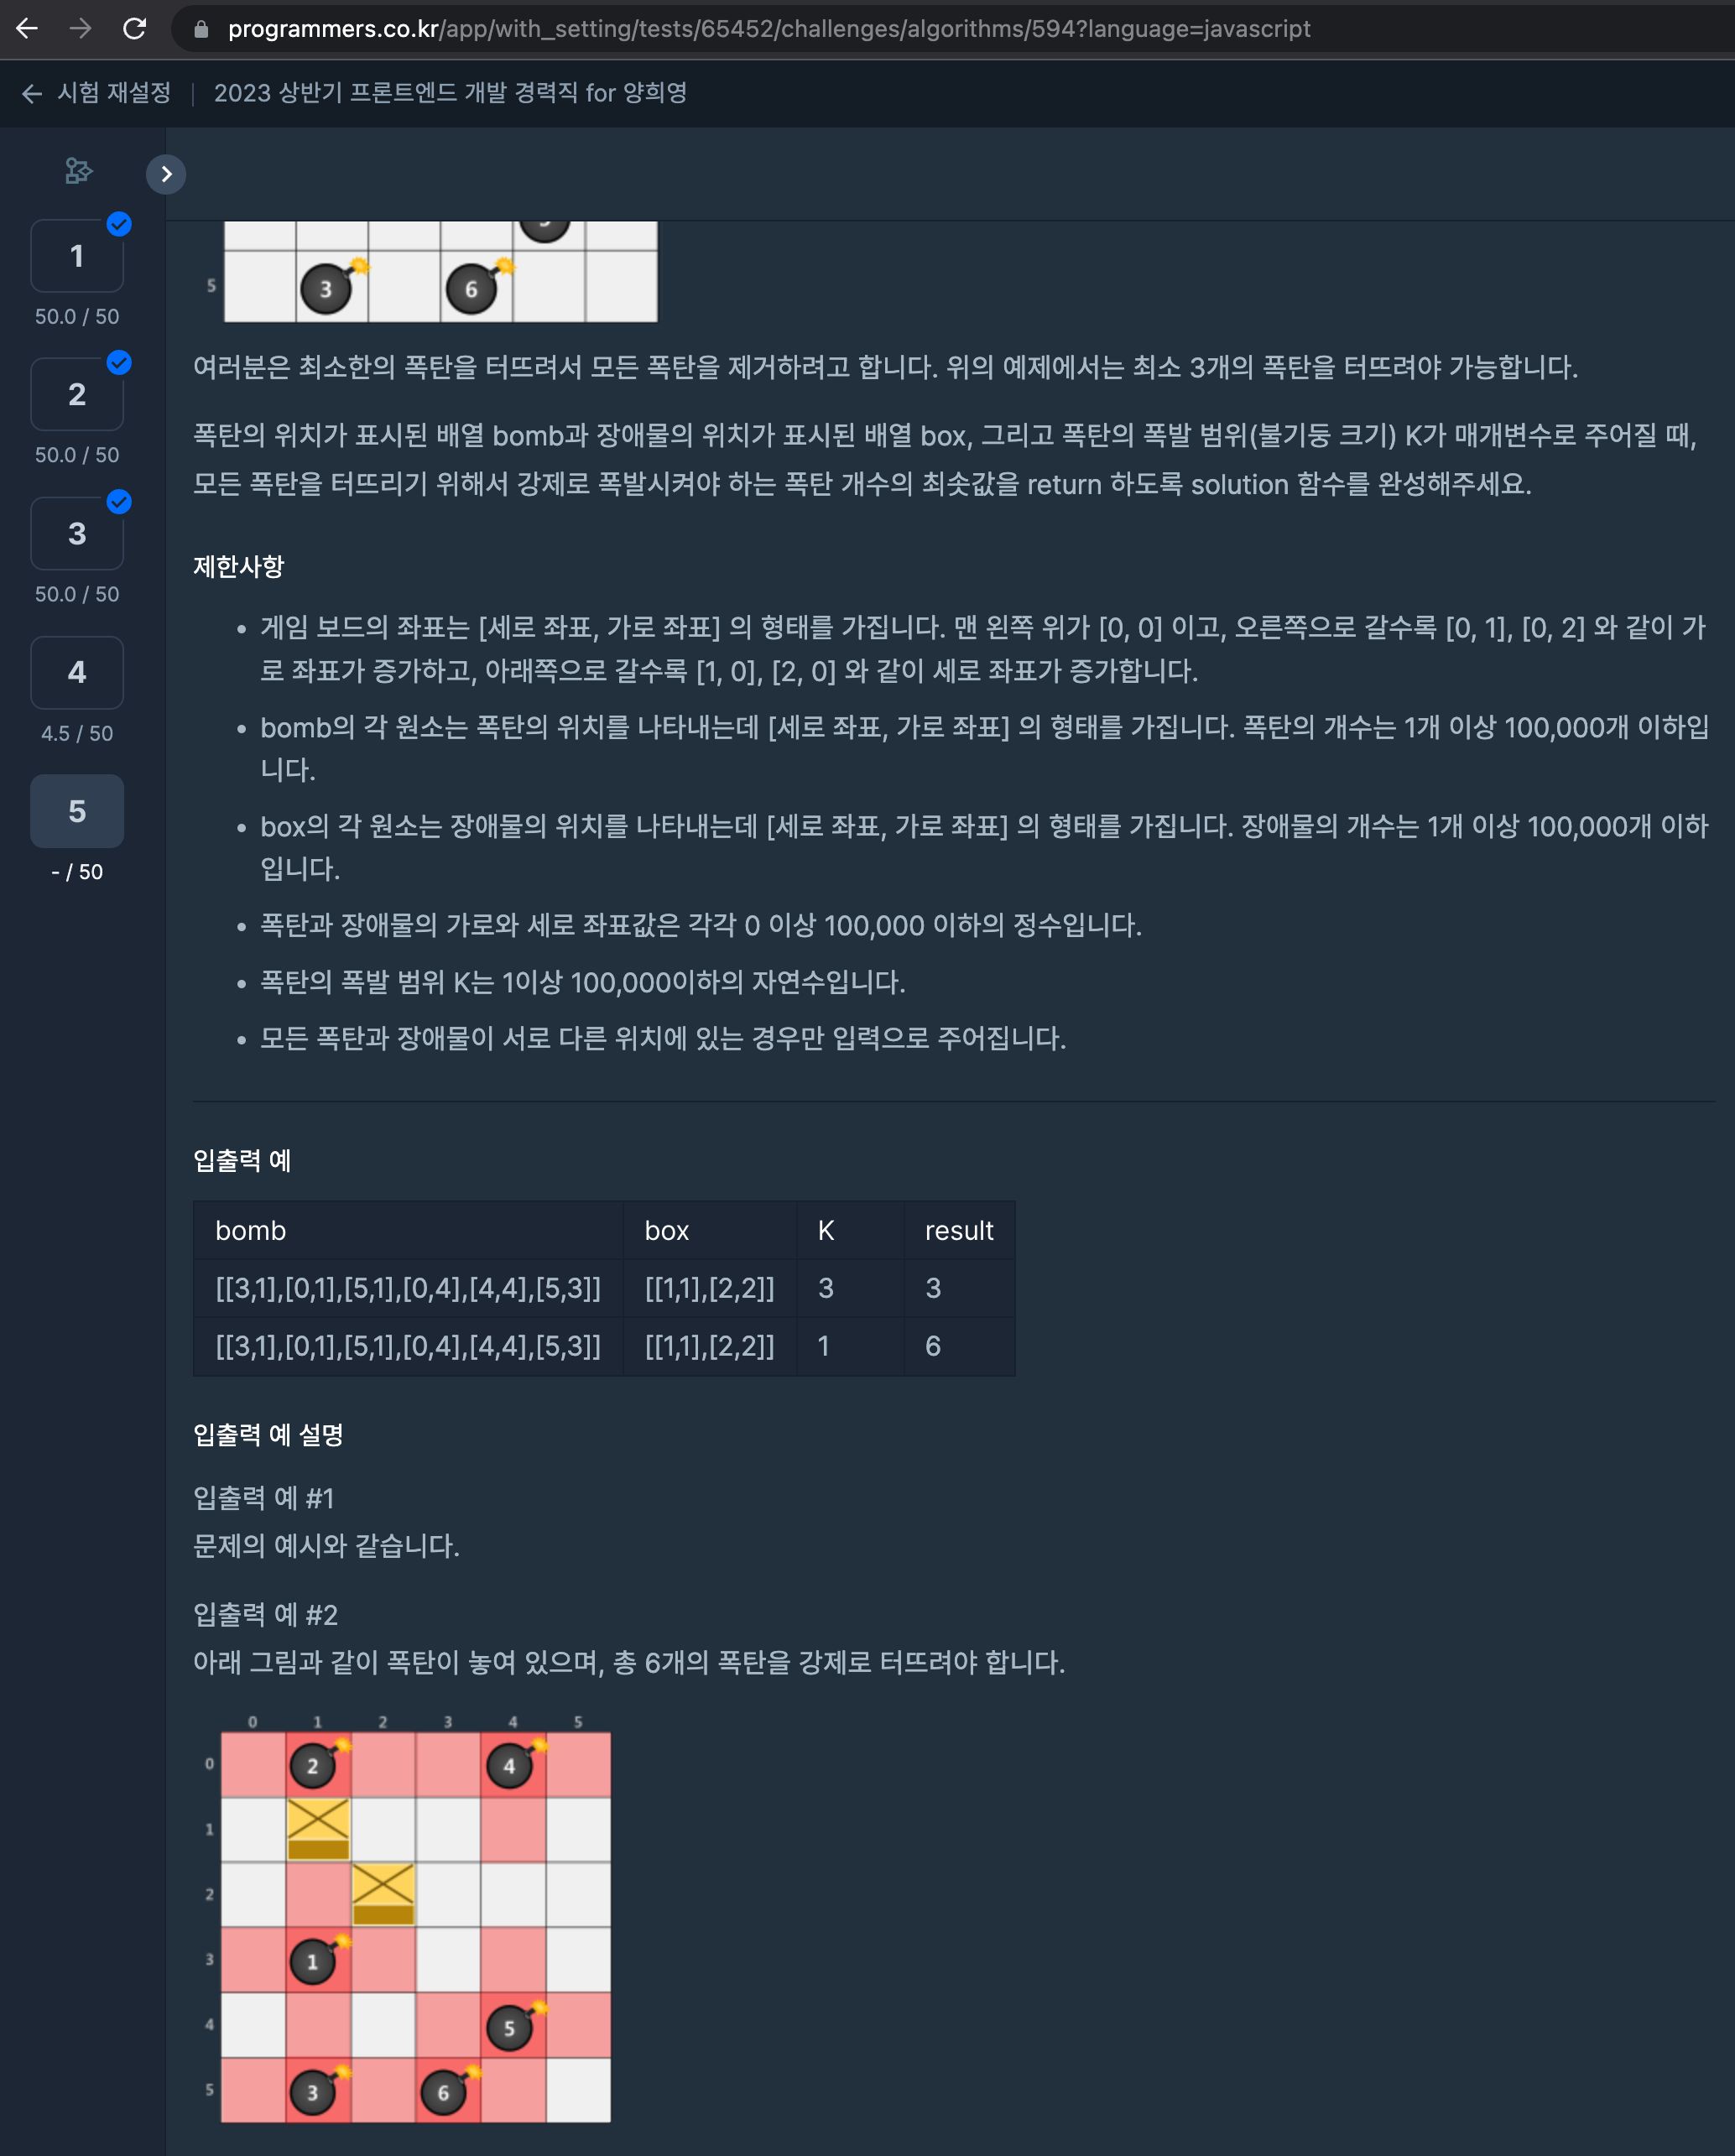 programmers.co.kr/app/with_setting/tests/65452/challenges/algorithms/594?language=javascript
시험 재설정 | 2023 상반기 프론트엔드 개발 경력직 for 양희영
1
50.0 / 50
2
50.0 / 50
3
50.0 / 50
4
4.5 / 50
5
- / 50
5 3 6
여러분은 최소한의 폭탄을 터뜨려서 모든 폭탄을 제거하려고 합니다. 위의 예제에서는 최소 3개의 폭탄을 터뜨려야 가능합니다.
폭탄의 위치가 표시된 배열 bomb과 장애물의 위치가 표시된 배열 box, 그리고 폭탄의 폭발 범위(불기둥 크기) K가 매개변수로 주어질 때,
모든 폭탄을 터뜨리기 위해서 강제로 폭발시켜야 하는 폭탄 개수의 최솟값을 return 하도록 solution 함수를 완성해주세요.
제한사항
• 게임 보드의 좌표는 [세로 좌표, 가로 좌표] 의 형태를 가집니다. 맨 왼쪽 위가 [0, 0] 이고, 오른쪽으로 갈수록 [0, 1], [0, 2] 와 같이 가
로 좌표가 증가하고, 아래쪽으로 갈수록 [1, 0], [2, 0] 와 같이 세로 좌표가 증가합니다.
• bomb의 각 원소는 폭탄의 위치를 나타내는데 [세로 좌표, 가로 좌표] 의 형태를 가집니다. 폭탄의 개수는 1개 이상 100,000개 이하입
니다.
• box의 각 원소는 장애물의 위치를 나타내는데 [세로 좌표, 가로 좌표] 의 형태를 가집니다. 장애물의 개수는 1개 이상 100,000개 이하
입니다.
• 폭탄과 장애물의 가로와 세로 좌표값은 각각 0 이상 100,000 이하의 정수입니다.
• 폭탄의 폭발 범위 K는 1이상 100,000이하의 자연수입니다.
• 모든 폭탄과 장애물이 서로 다른 위치에 있는 경우만 입력으로 주어집니다.
입출력 예
bomb box K result
[[3,1],[0,1],[5,1],[0,4],[4,4],[5,3]] [[1,1],[2,2]] 3 3
[[3,1],[0,1],[5,1],[0,4],[4,4],[5,3]] [[1,1],[2,2]] 1 6
입출력 예 설명
입출력 예 #1
문제의 예시와 같습니다.
입출력 예 #2
아래 그림과 같이 폭탄이 놓여 있으며, 총 6개의 폭탄을 강제로 터뜨려야 합니다.
0 1 2 3 4 5
0 2 4
1
2
3 1
4 5
5 3 6